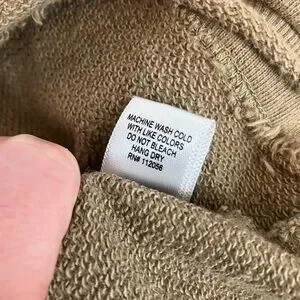 MACHINE WASH COLD
WITH LIKE COLORS
DO NOT BLEACH
HANG DRY
RN# 112056